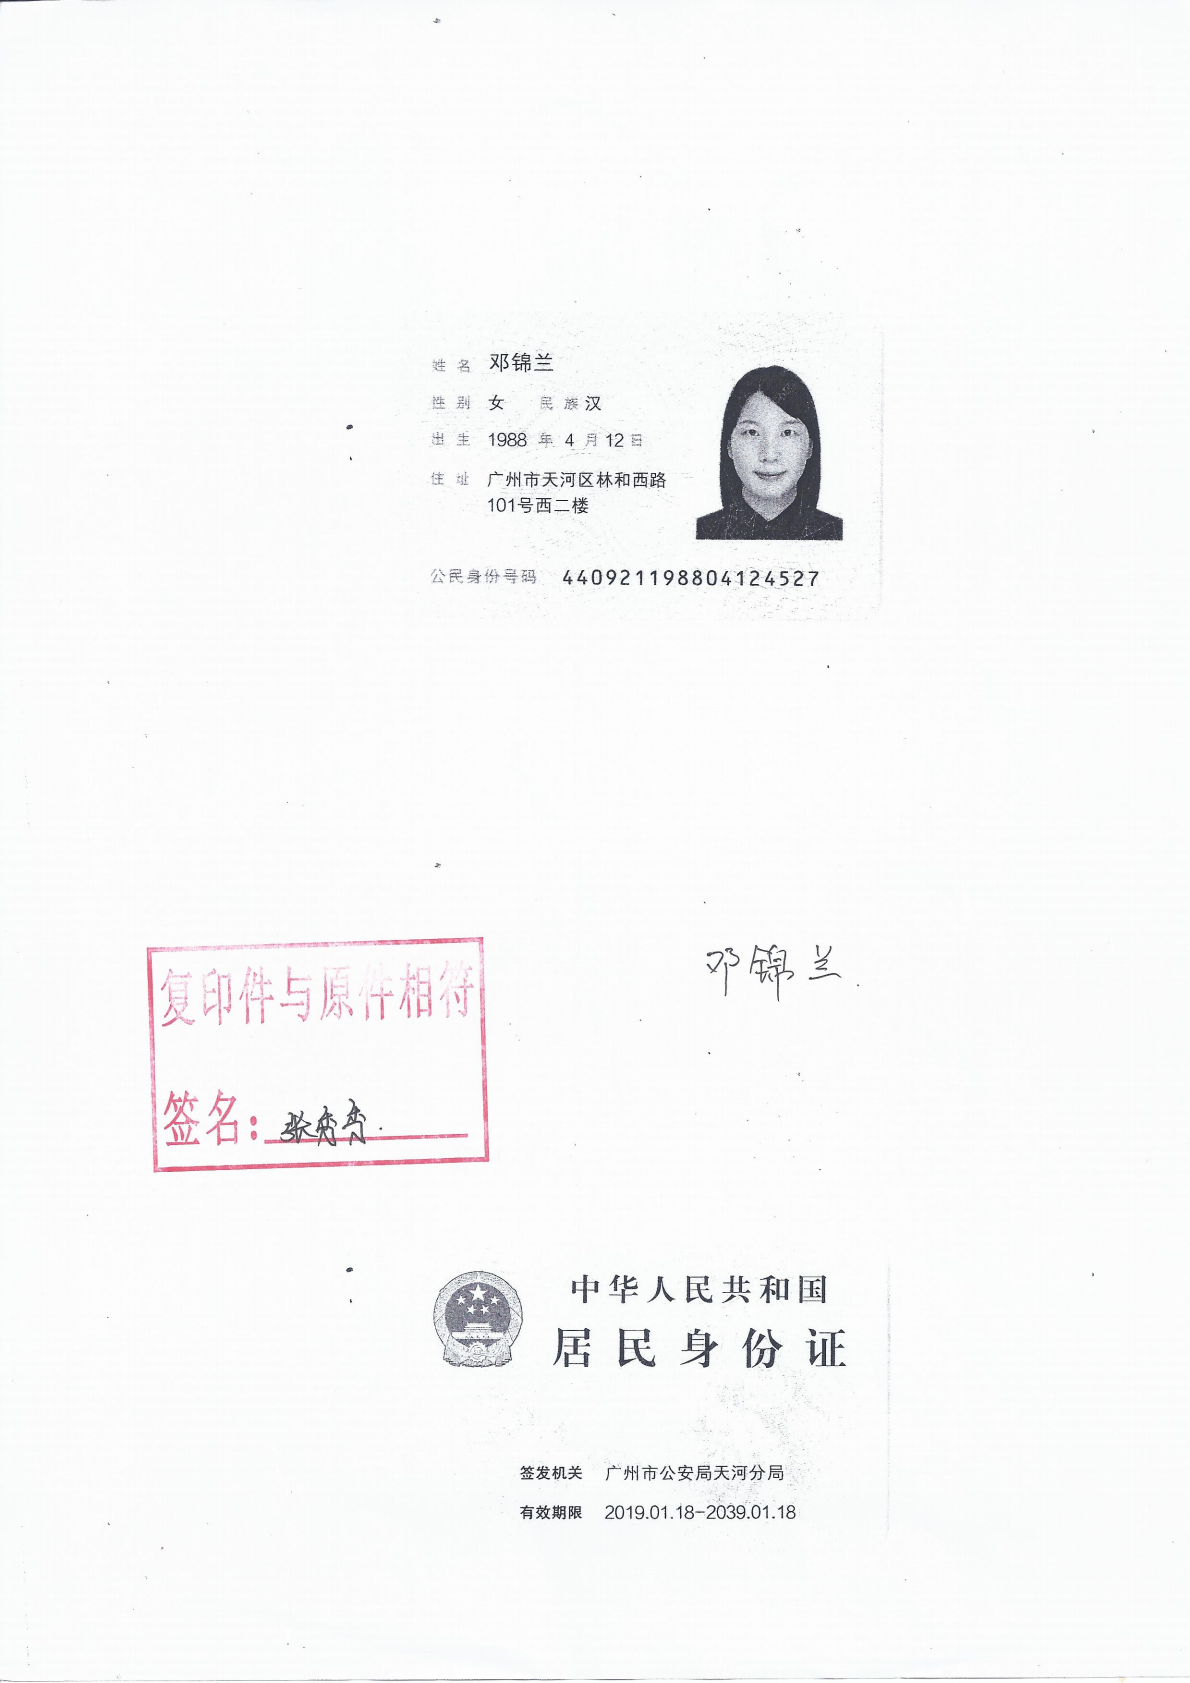 姓名 邓锦兰
性别 女 民族 汉
出生 1988 年 4 月 12 日
住址 广州市天河区林和西路
101号西二楼
公民身份号码 440921198804124527
邓锦兰
复印件与原件相符
签名:张秀秀.
中华人民共和国
居民身份证
签发机关 广州市公安局天河分局
有效期限 2019.01.18-2039.01.18